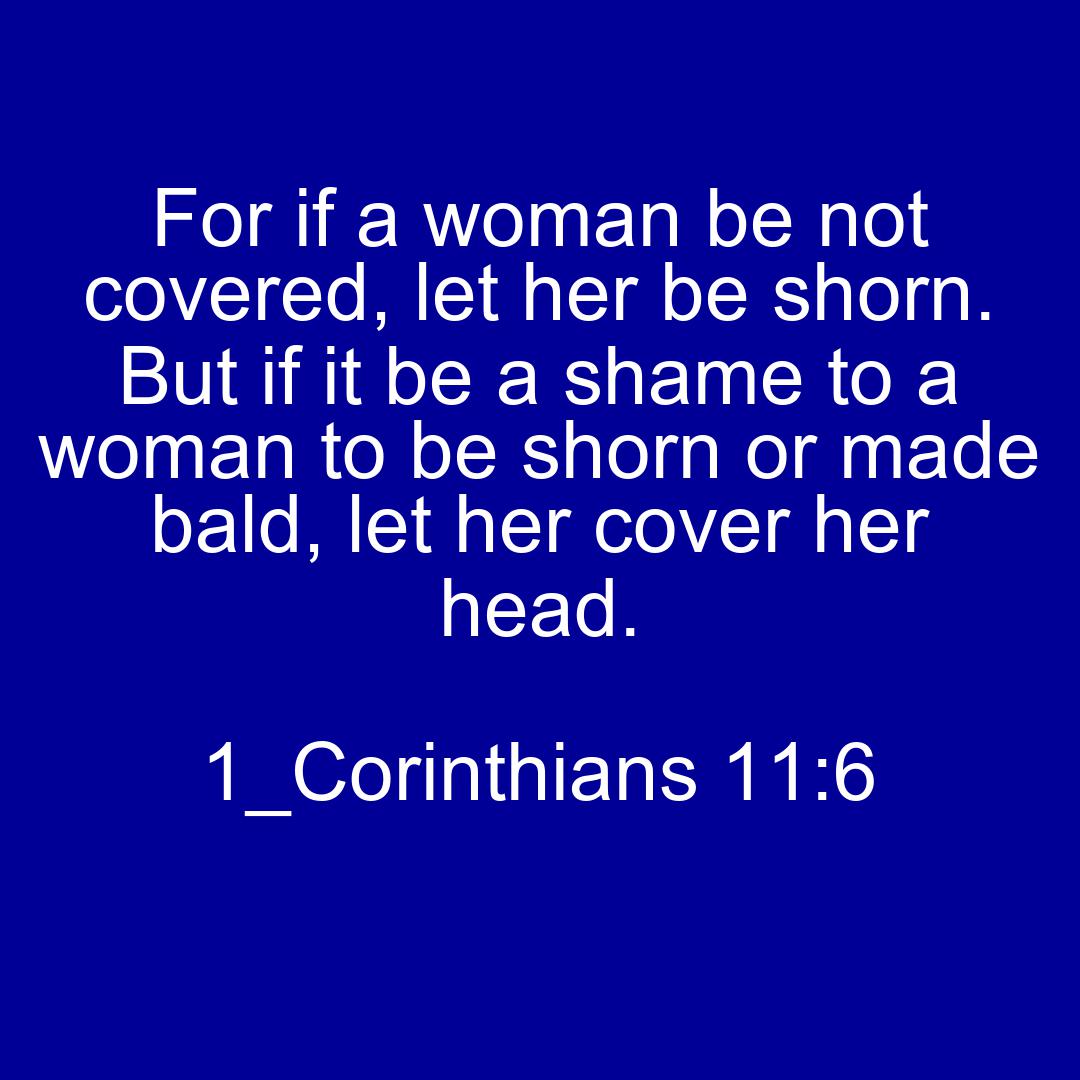 For if a woman be not
covered, let her be shorn.
But if it be a shame to a
woman to be shorn or made
bald, let her cover her
head.
1_Corinthians 11:6